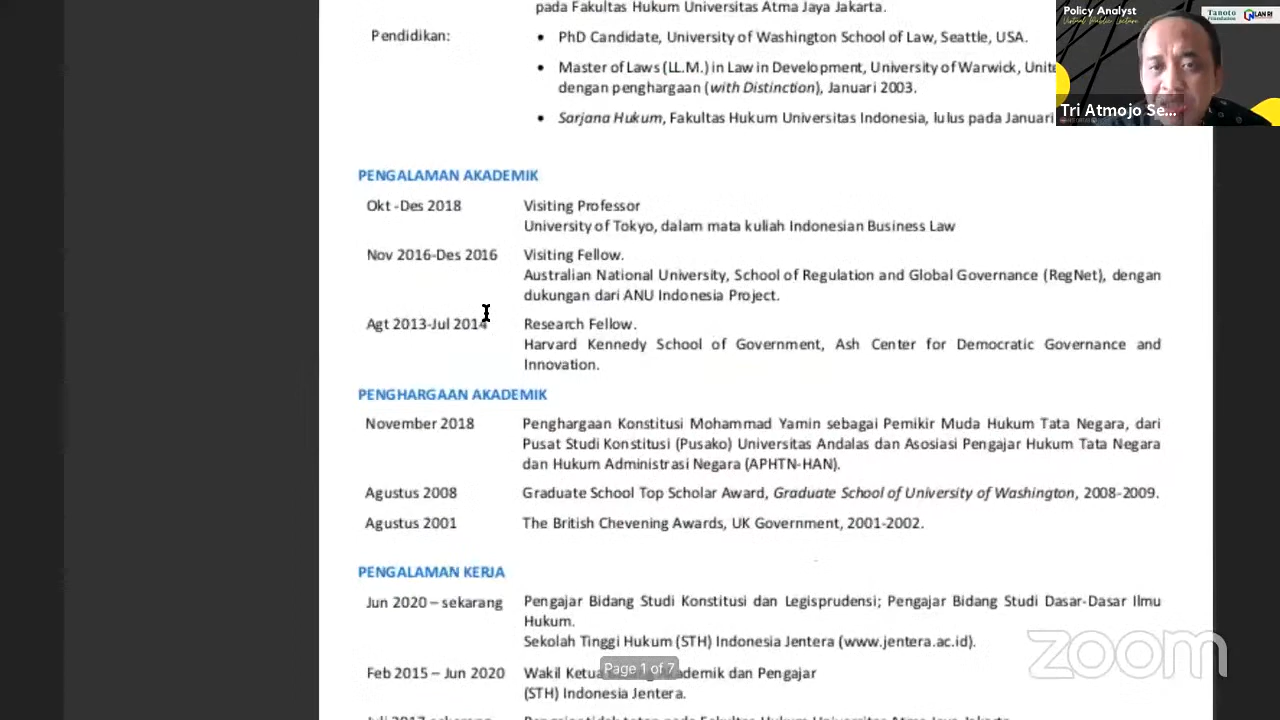 pada Fakultas Hukum Universitas Atma Jaya Jakarta.
Pendidikan:
• PhD Candidate, University of Washington School of Law, Seattle, USA.
• Master of Laws (LL.M.) in Law in Development, University of Warwick, Unite
dengan penghargaan (with Distinction), Januari 2003.
• Sarjana Hukum, Fakultas Hukum Universitas Indonesia, lulus pada Januari
PENGALAMAN AKADEMIK
Okt -Des 2018 Visiting Professor
University of Tokyo, dalam mata kuliah Indonesian Business Law
Nov 2016-Des 2016 Visiting Fellow.
Australian National University, School of Regulation and Global Governance (RegNet), dengan
dukungan dari ANU Indonesia Project.
Agt 2013-Jul 2014 Research Fellow.
Harvard Kennedy School of Government, Ash Center for Democratic Governance and
Innovation.
PENGHARGAAN AKADEMIK
November 2018 Penghargaan Konstitusi Mohammad Yamin sebagai Pemikir Muda Hukum Tata Negara, dari
Pusat Studi Konstitusi (Pusako) Universitas Andalas dan Asosiasi Pengajar Hukum Tata Negara
dan Hukum Administrasi Negara (APHTN-HAN).
Agustus 2008 Graduate School Top Scholar Award, Graduate School of University of Washington, 2008-2009.
Agustus 2001 The British Chevening Awards, UK Government, 2001-2002.
PENGALAMAN KERJA
Jun 2020 – sekarang Pengajar Bidang Studi Konstitusi dan Legisprudensi; Pengajar Bidang Studi Dasar-Dasar Ilmu
Hukum.
Sekolah Tinggi Hukum (STH) Indonesia Jentera (www.jentera.ac.id).
Feb 2015 – Jun 2020 Wakil Ketua demik dan Pengajar
(STH) Indonesia Jentera.
Page 1 of 7
Policy Analyst
Virtual Public Lecture
Tanoto
Foundation
LAN RI
Tri Atmojo Se...
zoom